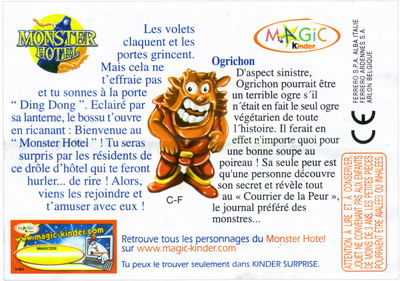 MONSTER
HOTEL
Les volets
claquent et les
portes grincent.
Mais cela ne
t'effraie pas
et tu sonnes à la porte
" Ding Dong ". Eclairé par
sa lanterne, le bossu t'ouvre
en ricanant : Bienvenue au
" Monster Hotel " ! Tu seras
surpris par les résidents de
ce drôle d'hôtel qui te feront
hurler... de rire ! Alors,
viens les rejoindre et
t'amuser avec eux !
C-F
MAGIC
Kinder
Ogrichon
D'aspect sinistre,
Ogrichon pourrait être
un terrible ogre s´il
n´était en fait le seul ogre
végétarien de toute
l´histoire. Il ferait en
effet n´importe quoi pour
une bonne soupe au
poireau ! Sa seule peur est
qu'une personne découvre
son secret et révèle tout
au « Courrier de la Peur »,
le journal préféré des
monstres...
FERRERO S.P.A. ALBA ITALIE
FERRERO ARDENNES S.A.
ARLON BELGIQUE
CE
ATTENTION, À LIRE ET À CONSERVER:
JOUET NE CONVENANT PAS AUX ENFANTS
DE MOINS DE 3 ANS. LES PETITES PIÈCES
POURRAIENT ETRE AVALÉES OU INHALÉES.
MAGIC
www.magic-kinder.com
MAGICODE
Retrouve tous les personnages du Monster Hotel
sur www.magic-kinder.com
Tu peux le trouver seulement dans KINDER SURPRISE.